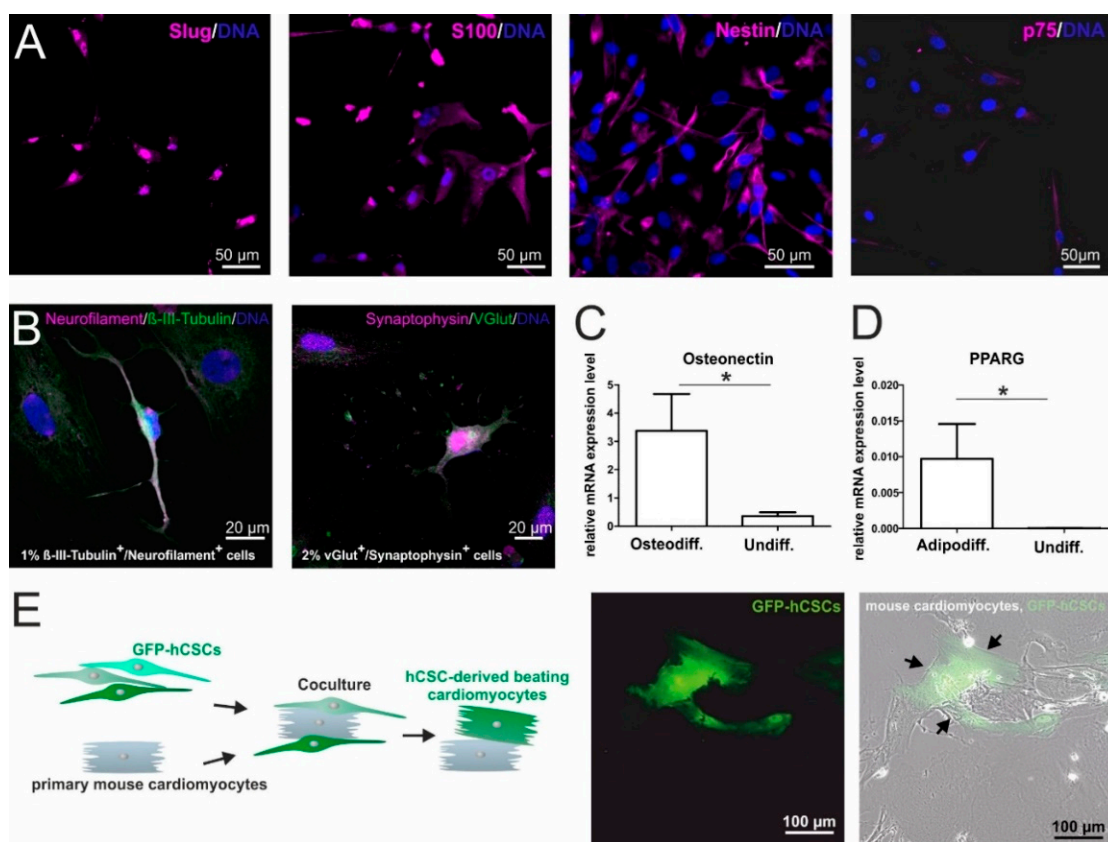 A
Slug/DNA
50 µm
S100/DNA
50 µm
Nestin/DNA
50 µm
p75/DNA
50µm
B
Neurofilament/ß-III-Tubulin/DNA
20 µm
1% ß-III-Tubulin⁺/Neurofilament⁺ cells
Synaptophysin/VGlut/DNA
20 µm
2% vGlut⁺/Synaptophysin⁺ cells
C
Osteonectin
relative mRNA expression level
5
4
3
2
1
0
*
Osteodiff.
Undiff.
D
PPARG
relative mRNA expression level
0.020
0.015
0.010
0.005
0.000
*
Adipodiff.
Undiff.
E
GFP-hCSCs
primary mouse cardiomyocytes
Coculture
hCSC-derived beating
cardiomyocytes
GFP-hCSCs
100 µm
mouse cardiomyocytes, GFP-hCSCs
100 µm